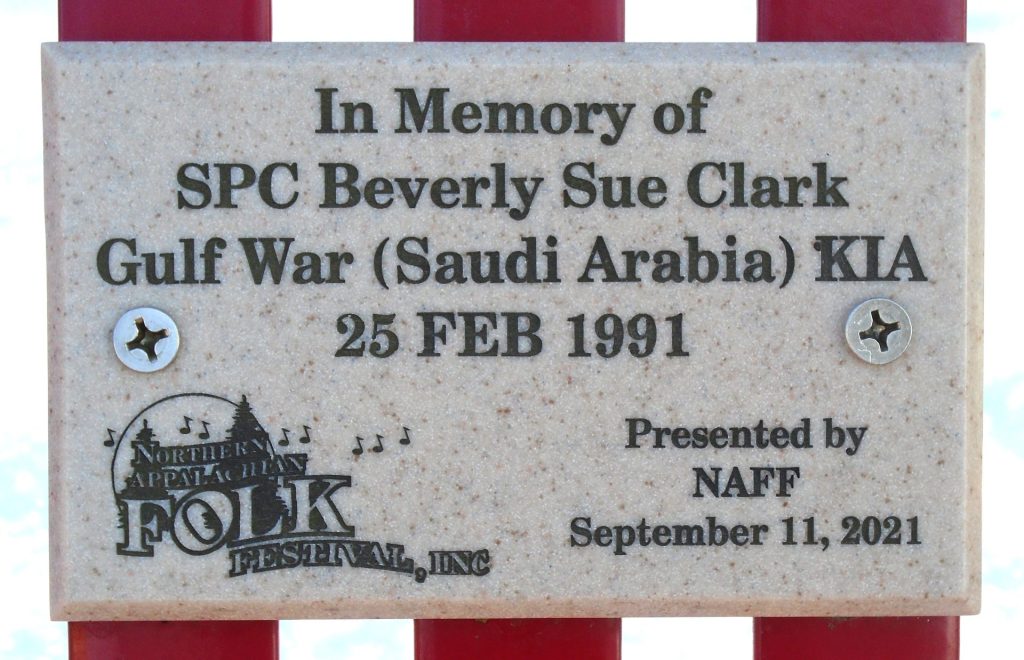 In Memory of
SPC Beverly Sue Clark
Gulf War (Saudi Arabia) KIA
25 FEB 1991
NORTHERN
APPALACHIAN
FOLK
FESTIVAL, INC
Presented by
NAFF
September 11, 2021